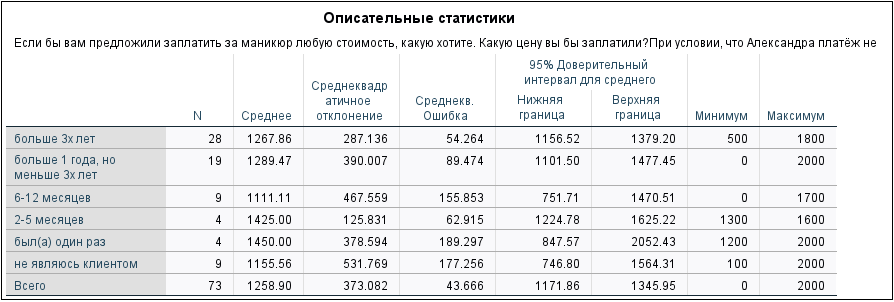 Описательные статистики
Если бы вам предложили заплатить за маникюр любую стоимость, какую хотите. Какую цену вы бы заплатили?При условии, что Александра платёж не
95% Доверительный
интервал для среднего
Среднеквадр
атичное
отклонение
Среднекв.
Ошибка
Нижняя
граница
Верхняя
граница
N Среднее Минимум Максимум
больше 3х лет 28 1267.86 287.136 54.264 1156.52 1379.20 500 1800
больше 1 года, но
меньше 3х лет 19 1289.47 390.007 89.474 1101.50 1477.45 0 2000
6-12 месяцев 9 1111.11 467.559 155.853 751.71 1470.51 0 1700
2-5 месяцев 4 1425.00 125.831 62.915 1224.78 1625.22 1300 1600
был(а) один раз 4 1450.00 378.594 189.297 847.57 2052.43 1200 2000
не являюсь клиентом 9 1155.56 531.769 177.256 746.80 1564.31 100 2000
Всего 73 1258.90 373.082 43.666 1171.86 1345.95 0 2000